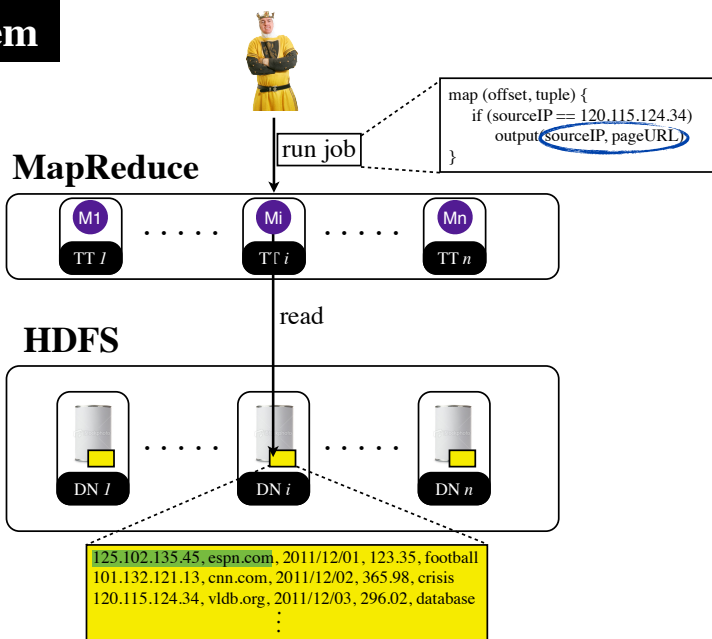 em
map (offset, tuple) {
if (sourceIP == 120.115.124.34)
output(sourceIP, pageURL)
}
run job
MapReduce
M1 ..... Mi ..... Mn
TT 1 TT i TT n
read
HDFS
..... .....
DN 1 DN i DN n
125.102.135.45, espn.com, 2011/12/01, 123.35, football
101.132.121.13, cnn.com, 2011/12/02, 365.98, crisis
120.115.124.34, vldb.org, 2011/12/03, 296.02, database
⋮